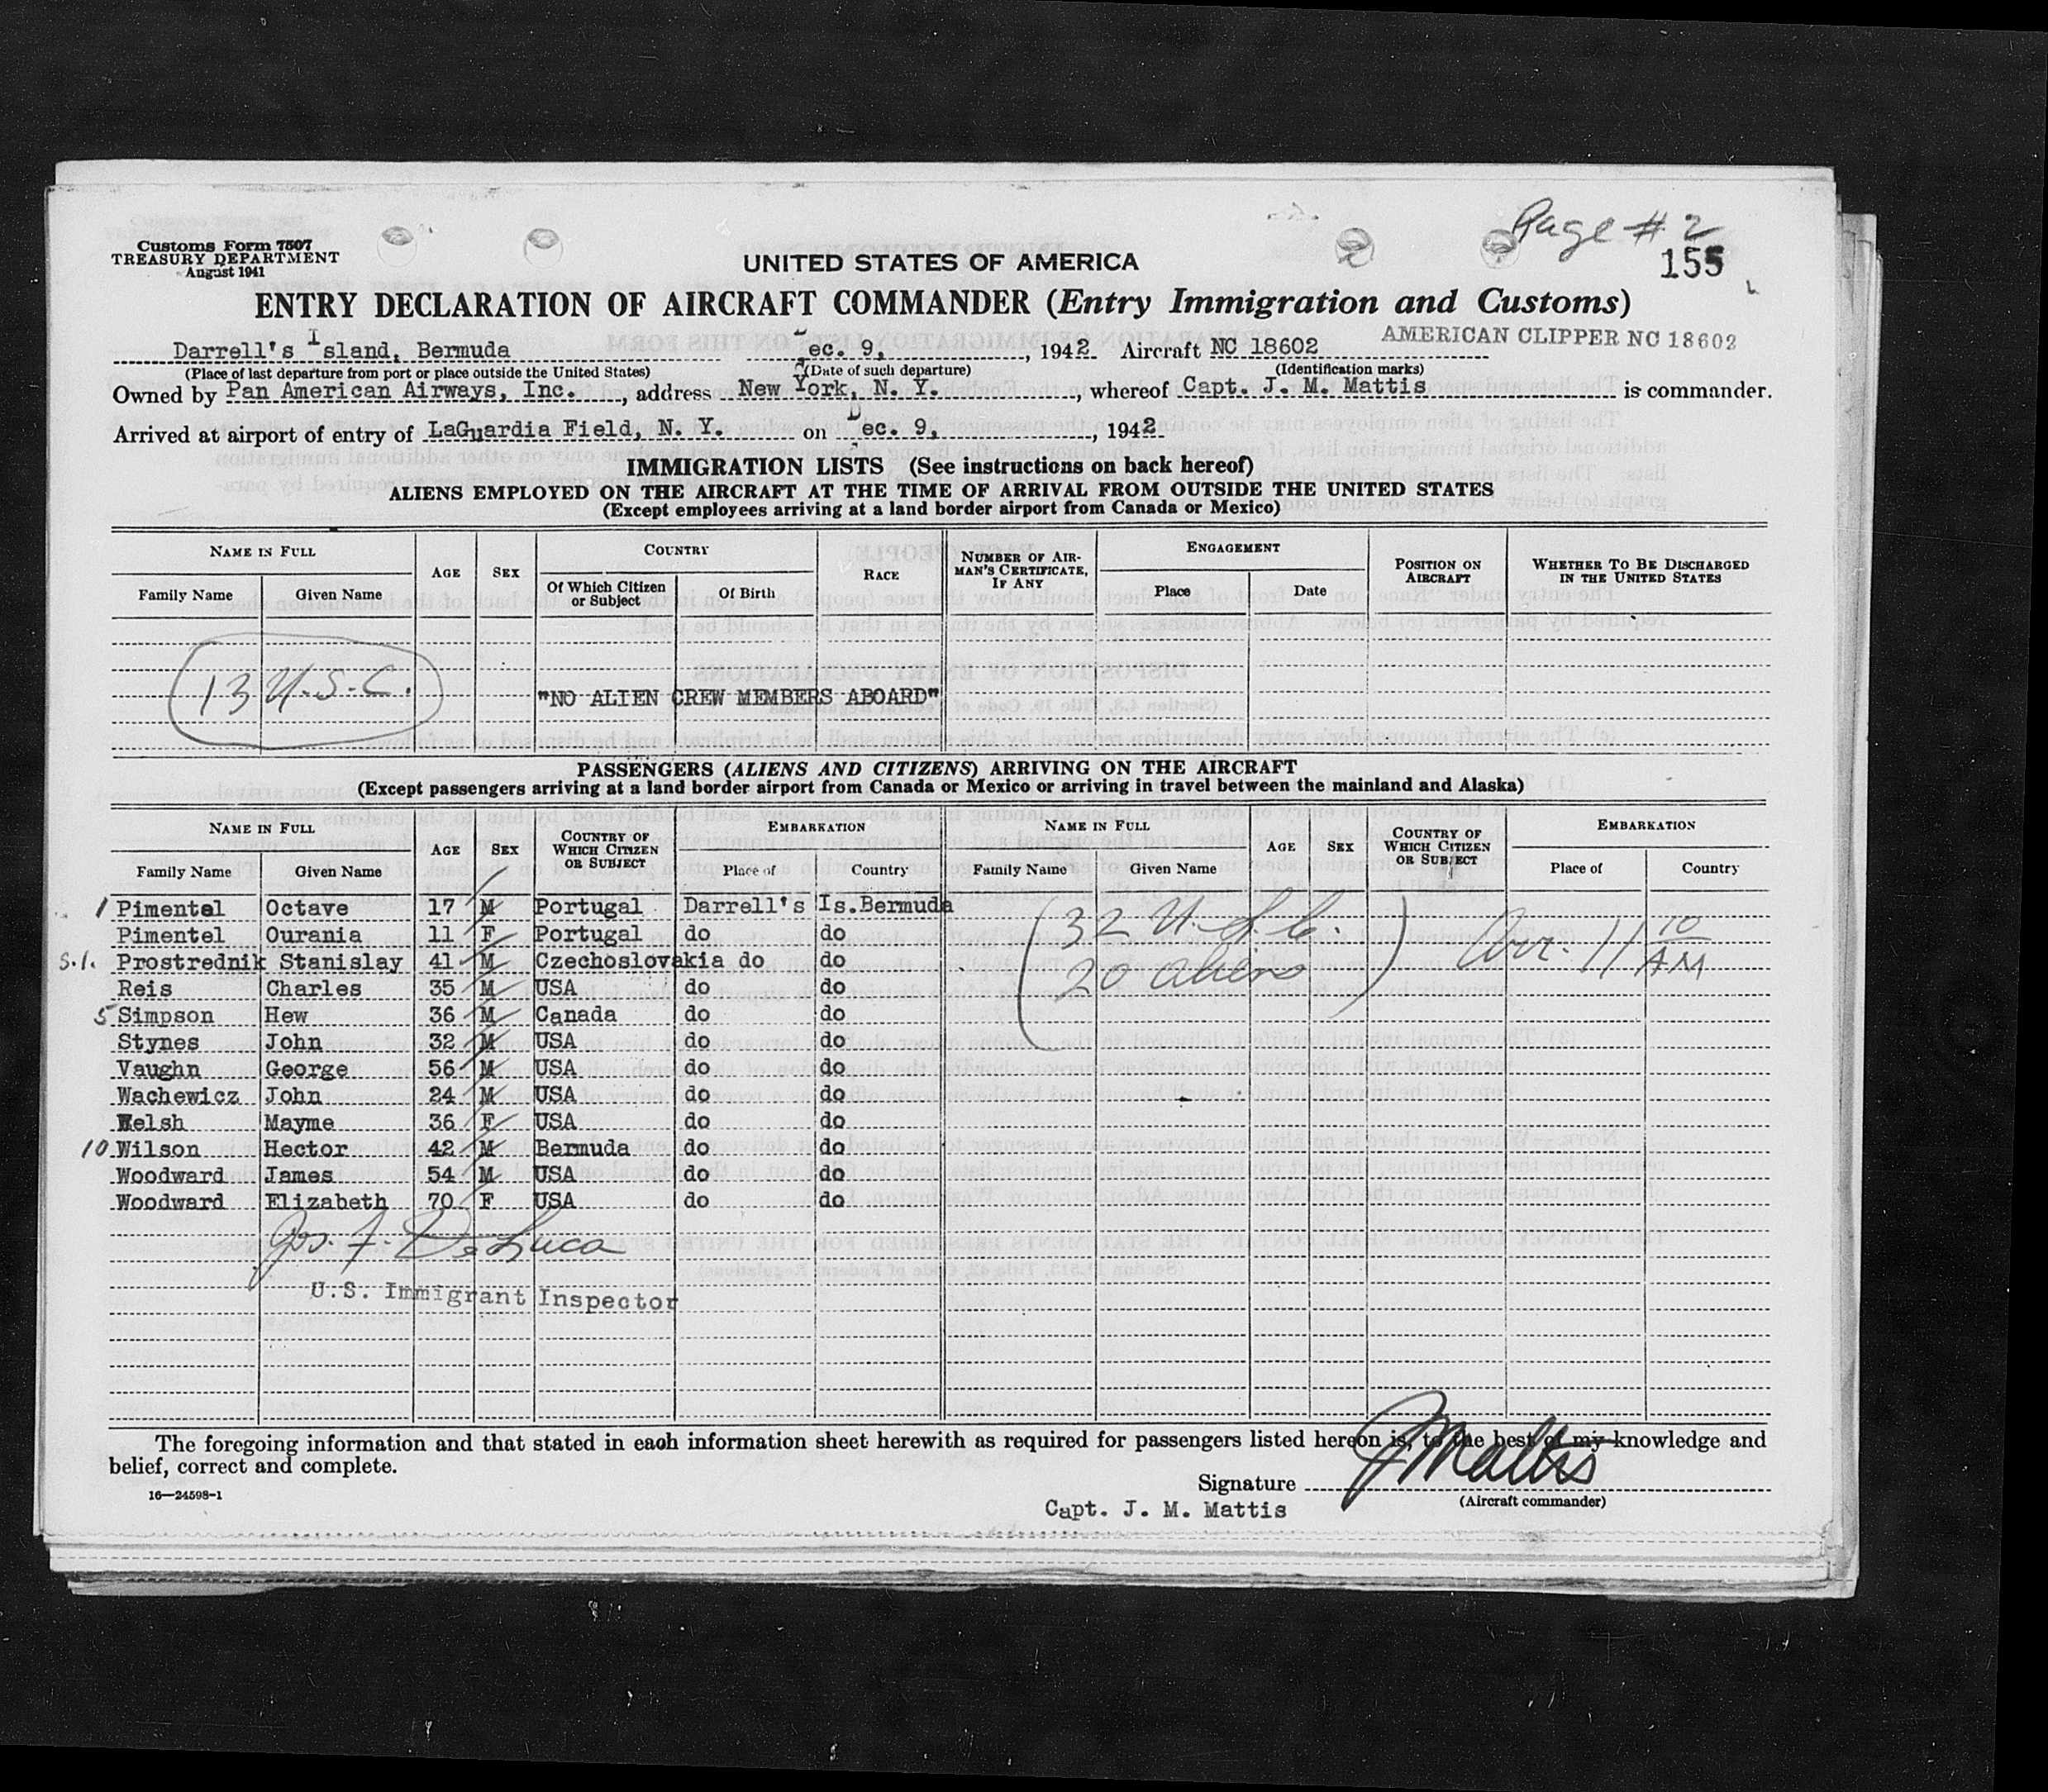 Page # 2
Customs Form 7507
TREASURY DEPARTMENT
August 1941
155
UNITED STATES OF AMERICA
ENTRY DECLARATION OF AIRCRAFT COMMANDER (Entry Immigration and Customs)
AMERICAN CLIPPER NC 18602
Darrell's Island, Bermuda ec. 9, , 1942 Aircraft NC 18602
(Place of last departure from port or place outside the United States) (Date of such departure) (Identification marks)
Owned by Pan American Airways, Inc. , address New York, N. Y. , whereof Capt. J. M. Mattis is commander.
Arrived at airport of entry of LaGuardia Field, N. Y. on Dec. 9, , 1942
IMMIGRATION LISTS (See instructions on back hereof)
ALIENS EMPLOYED ON THE AIRCRAFT AT THE TIME OF ARRIVAL FROM OUTSIDE THE UNITED STATES
(Except employees arriving at a land border airport from Canada or Mexico)
NAME IN FULL AGE SEX COUNTRY RACE NUMBER OF AIRMAN'S CERTIFICATE, IF ANY ENGAGEMENT POSITION ON AIRCRAFT WHETHER TO BE DISCHARGED IN THE UNITED STATES
Family Name Given Name Of Which Citizen or Subject Of Birth Place Date
13 U.S.C.
"NO ALIEN CREW MEMBERS ABOARD"
PASSENGERS (ALIENS AND CITIZENS) ARRIVING ON THE AIRCRAFT
(Except passengers arriving at a land border airport from Canada or Mexico or arriving in travel between the mainland and Alaska)
NAME IN FULL AGE SEX COUNTRY OF WHICH CITIZEN OR SUBJECT EMBARKATION NAME IN FULL AGE SEX COUNTRY OF WHICH CITIZEN OR SUBJECT EMBARKATION
Family Name Given Name Place of Country Family Name Given Name Place of Country
1 Pimentel Octave 17 M Portugal Darrell's Is. Bermuda
Pimentel Ourania 11 F Portugal do do
S.I. Prostrednik Stanislay 41 M Czechoslovakia do do
Reis Charles 35 M USA do do
5 Simpson Hew 36 M Canada do do
Stynes John 32 M USA do do
Vaughn George 56 M USA do do
Wachewicz John 24 M USA do do
Welsh Mayme 36 F USA do do
10 Wilson Hector 42 M Bermuda do do
Woodward James 54 M USA do do
Woodward Elizabeth 70 F USA do do
32 U.S.C.
20 aliens
Arr. 11 10 AM
Jos. F. DeLuca
U.S. Immigrant Inspector
The foregoing information and that stated in each information sheet herewith as required for passengers listed hereon is, to the best of my knowledge and
belief, correct and complete.
Signature J M Mattis
(Aircraft commander)
16—24598-1
Capt. J. M. Mattis